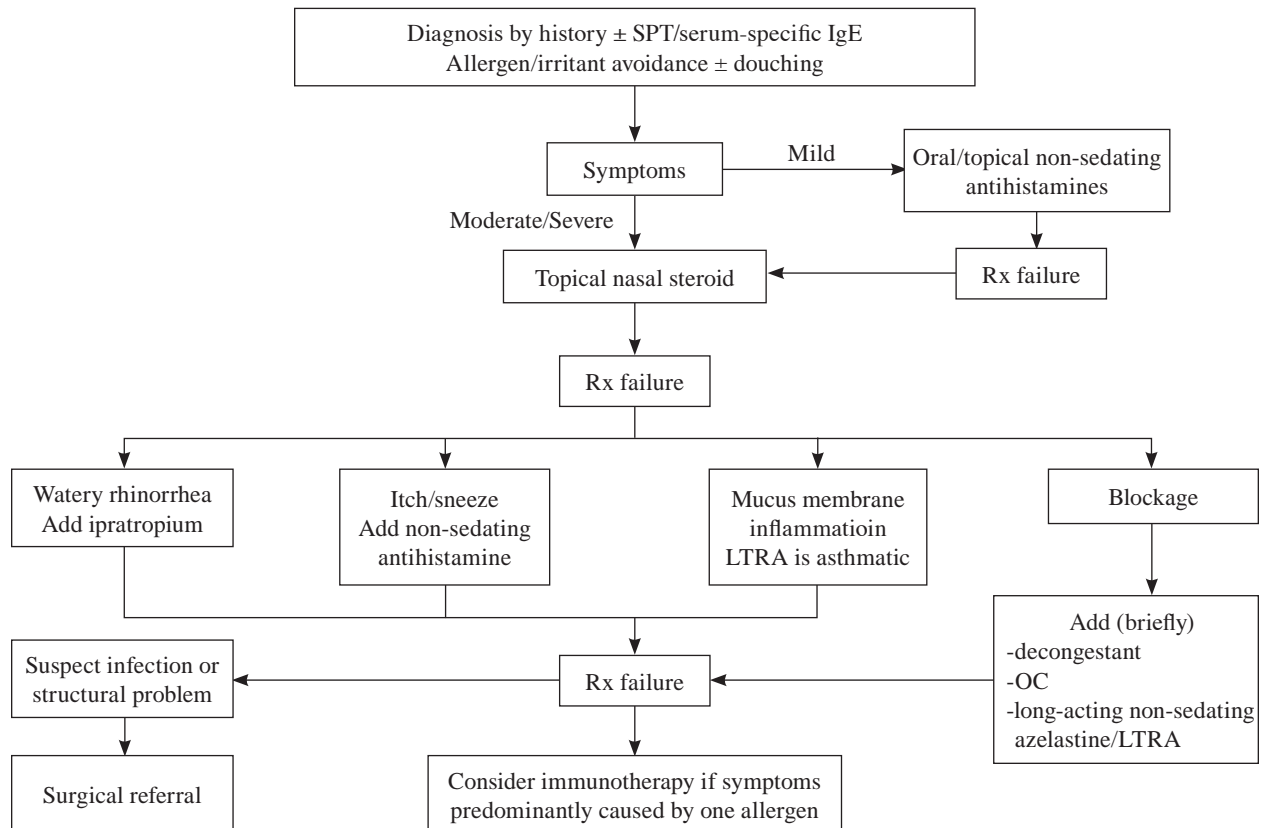 Diagnosis by history ± SPT/serum-specific IgE
Allergen/irritant avoidance ± douching
Symptoms
Mild
Oral/topical non-sedating
antihistamines
Moderate/Severe
Topical nasal steroid
Rx failure
Rx failure
Watery rhinorrhea
Add ipratropium
Itch/sneeze
Add non-sedating
antihistamine
Mucus membrane
inflammatioin
LTRA is asthmatic
Blockage
Add (briefly)
-decongestant
-OC
-long-acting non-sedating
azelastine/LTRA
Suspect infection or
structural problem
Rx failure
Surgical referral
Consider immunotherapy if symptoms
predominantly caused by one allergen